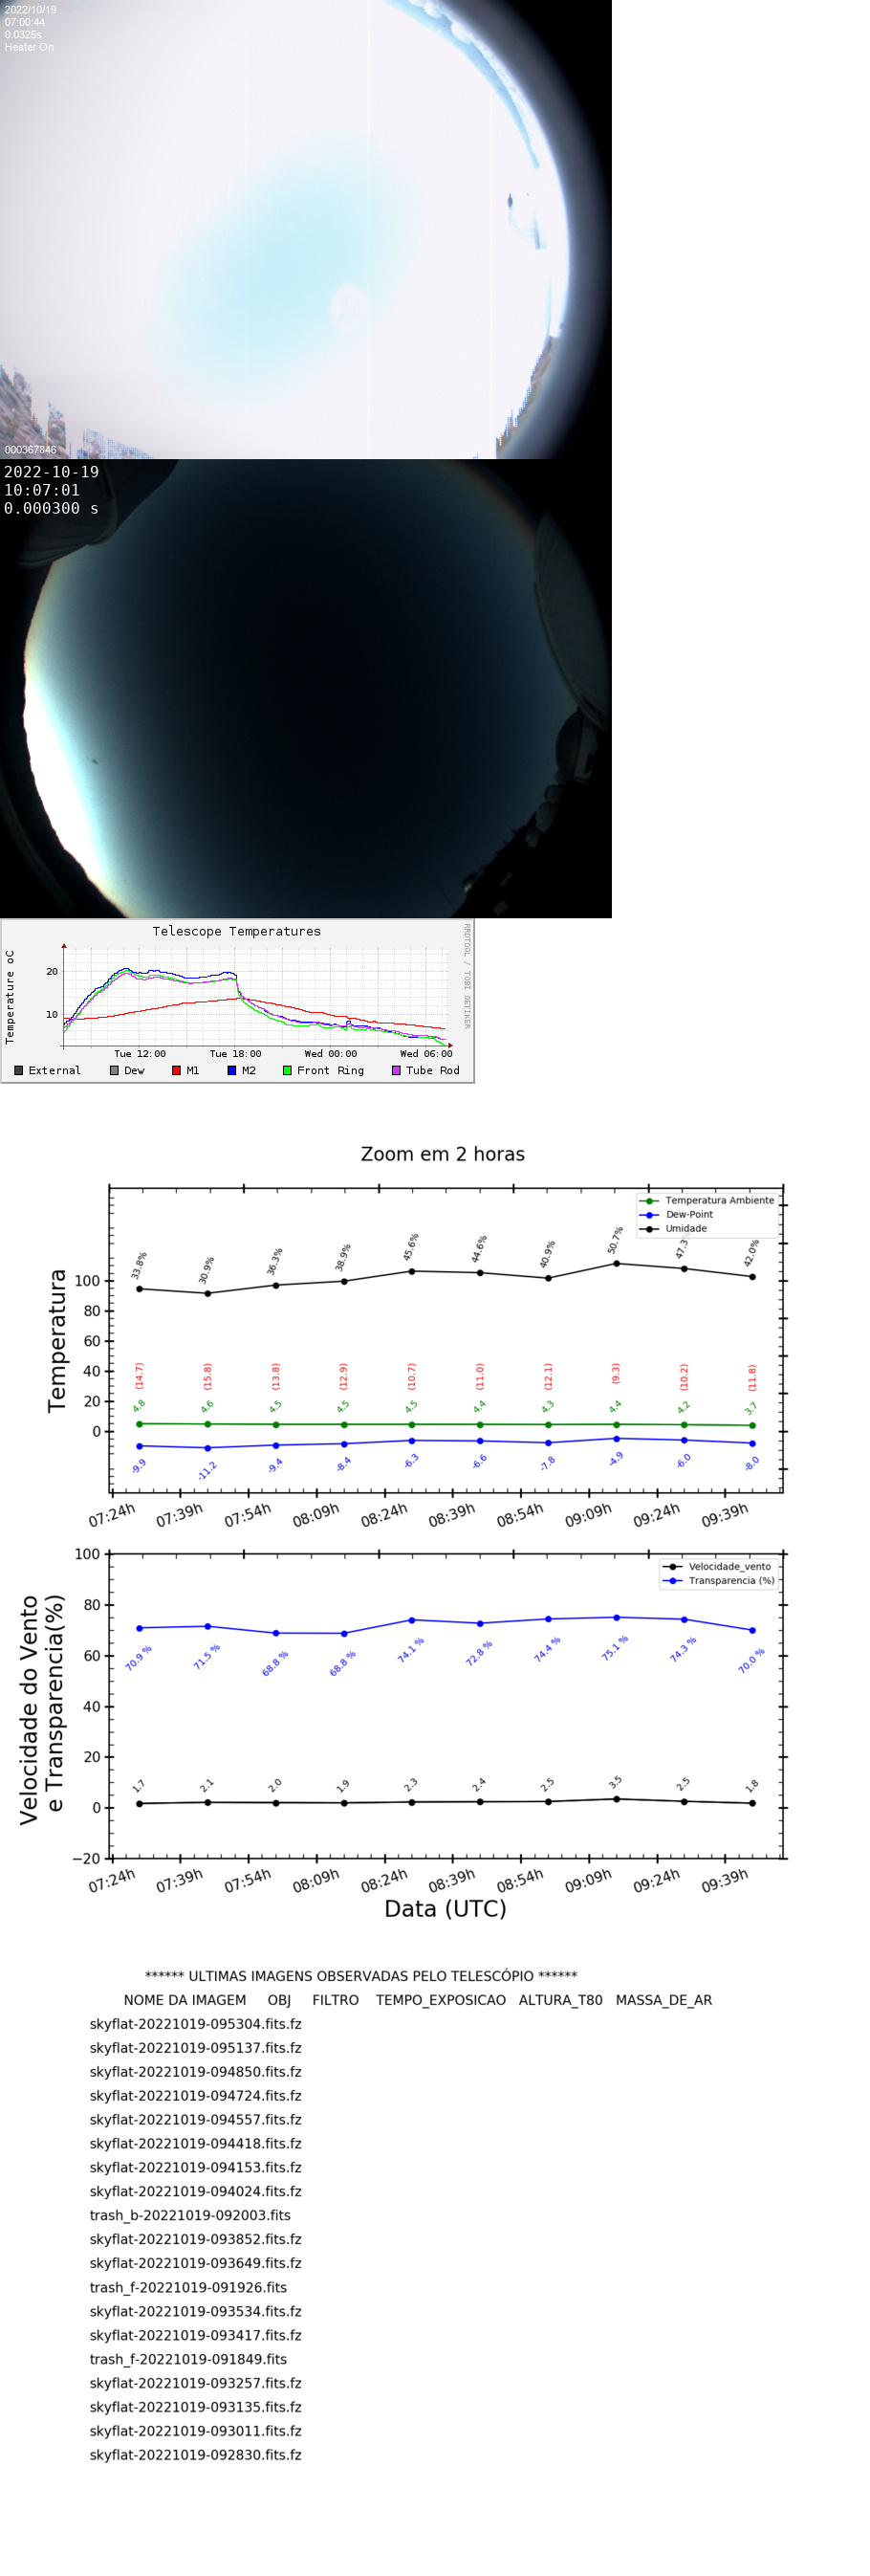 2022/10/19
07:00:44
0.0325s
Heater On
000367846
2022-10-19
10:07:01
0.000300 s
Telescope Temperatures
RRDTOOL / TOBI OETIKER
Temperature oC
20
10
Tue 12:00 Tue 18:00 Wed 00:00 Wed 06:00
External Dew M1 M2 Front Ring Tube Rod
Zoom em 2 horas
Temperatura Ambiente
Dew-Point
Umidade
33.8% 30.9% 36.3% 38.9% 45.6% 44.6% 40.9% 50.7% 42.0%
Temperatura
100
80
60
40
20
0
(14.7) (15.8) (13.8) (12.9) (10.7) (11.0) (12.1) (9.3) (10.2) (11.8)
4.8 4.6 4.5 4.5 4.5 4.4 4.3 4.4 4.2 3.7
-9.9 -11.2 -9.4 -8.4 -6.3 -6.6 -7.8 -4.9 -6.0 -8.0
07:24h 07:39h 07:54h 08:09h 08:24h 08:39h 08:54h 09:09h 09:24h 09:39h
Velocidade_vento
Transparencia (%)
Velocidade do Vento
e Transparencia(%)
100
80
60
40
20
0
−20
70.9 % 71.5 % 68.8 % 68.8 % 74.1 % 72.8 % 74.4 % 75.1 % 74.3 % 70.0 %
1.7 2.1 2.0 1.9 2.3 2.4 2.5 3.5 2.5 1.8
07:24h 07:39h 07:54h 08:09h 08:24h 08:39h 08:54h 09:09h 09:24h 09:39h
Data (UTC)
****** ULTIMAS IMAGENS OBSERVADAS PELO TELESCÓPIO ******
NOME DA IMAGEM OBJ FILTRO TEMPO_EXPOSICAO ALTURA_T80 MASSA_DE_AR
skyflat-20221019-095304.fits.fz
skyflat-20221019-095137.fits.fz
skyflat-20221019-094850.fits.fz
skyflat-20221019-094724.fits.fz
skyflat-20221019-094557.fits.fz
skyflat-20221019-094418.fits.fz
skyflat-20221019-094153.fits.fz
skyflat-20221019-094024.fits.fz
trash_b-20221019-092003.fits
skyflat-20221019-093852.fits.fz
skyflat-20221019-093649.fits.fz
trash_f-20221019-091926.fits
skyflat-20221019-093534.fits.fz
skyflat-20221019-093417.fits.fz
trash_f-20221019-091849.fits
skyflat-20221019-093257.fits.fz
skyflat-20221019-093135.fits.fz
skyflat-20221019-093011.fits.fz
skyflat-20221019-092830.fits.fz